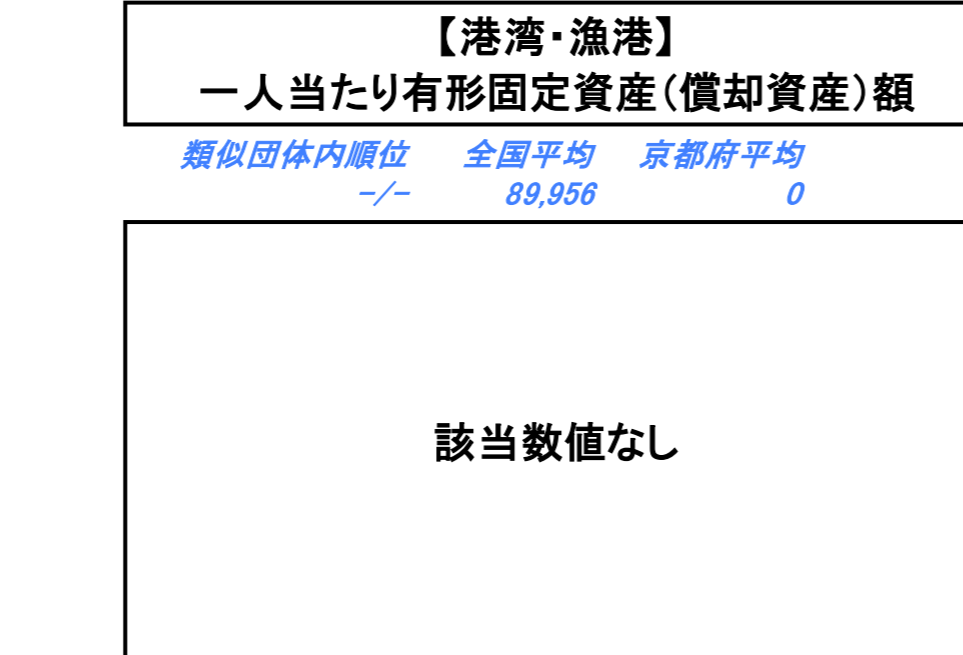 【港湾・漁港】
一人当たり有形固定資産(償却資産)額
類似団体内順位 全国平均 京都府平均
-/- 89,956 0
該当数値なし